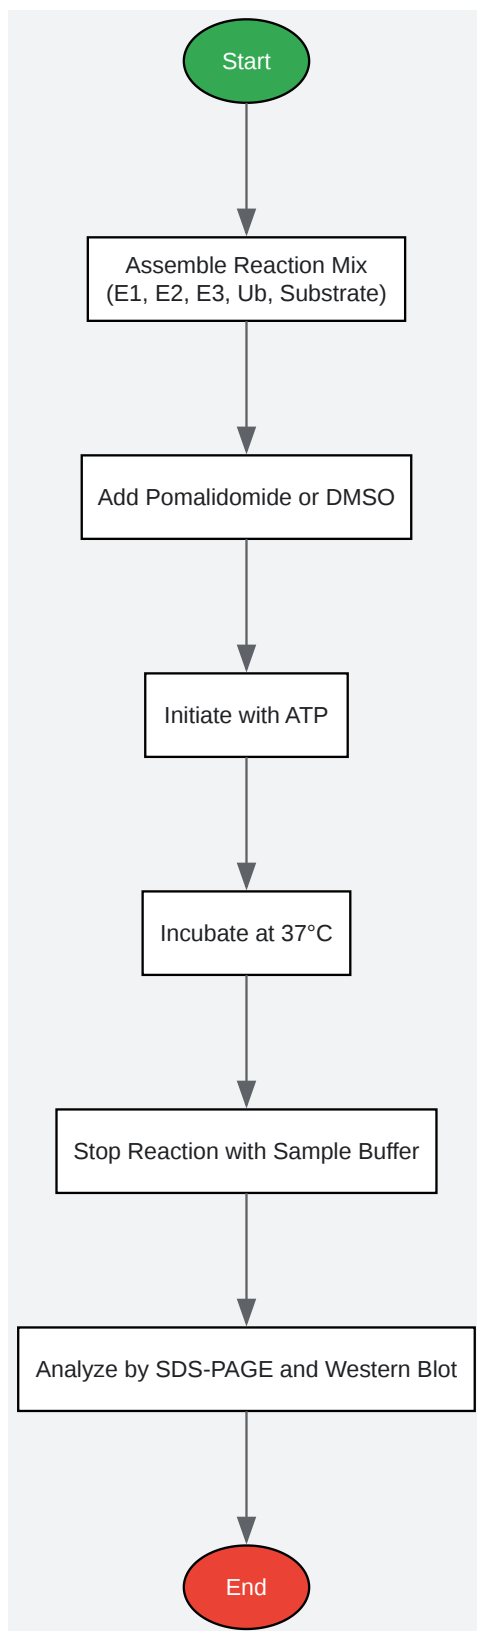 Start
Assemble Reaction Mix
(E1, E2, E3, Ub, Substrate)
Add Pomalidomide or DMSO
Initiate with ATP
Incubate at 37°C
Stop Reaction with Sample Buffer
Analyze by SDS-PAGE and Western Blot
End